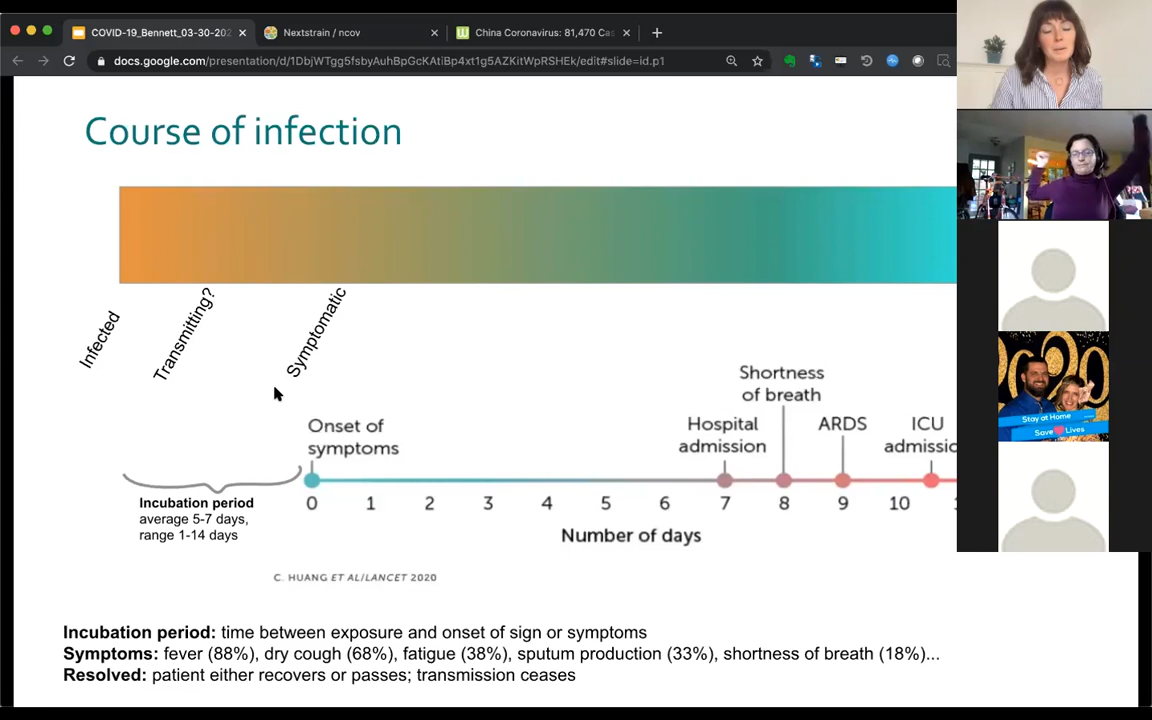 COVID-19_Bennett_03-30-202
Nextstrain / ncov
China Coronavirus: 81,470 Cas
docs.google.com/presentation/d/1DbjWTgg5fsbyAuhBpGcKAtiBp4xt1g5AZKitWpRSHEk/edit#slide=id.p1
Course of infection
Infected
Transmitting?
Symptomatic
Shortness
of breath
Onset of
symptoms
Hospital
admission
ARDS
ICU
admissio
0 1 2 3 4 5 6 7 8 9 10
Incubation period
average 5-7 days,
range 1-14 days
Number of days
C. HUANG ET AL/LANCET 2020
Incubation period: time between exposure and onset of sign or symptoms
Symptoms: fever (88%), dry cough (68%), fatigue (38%), sputum production (33%), shortness of breath (18%)...
Resolved: patient either recovers or passes; transmission ceases
Stay at Home
Save Lives